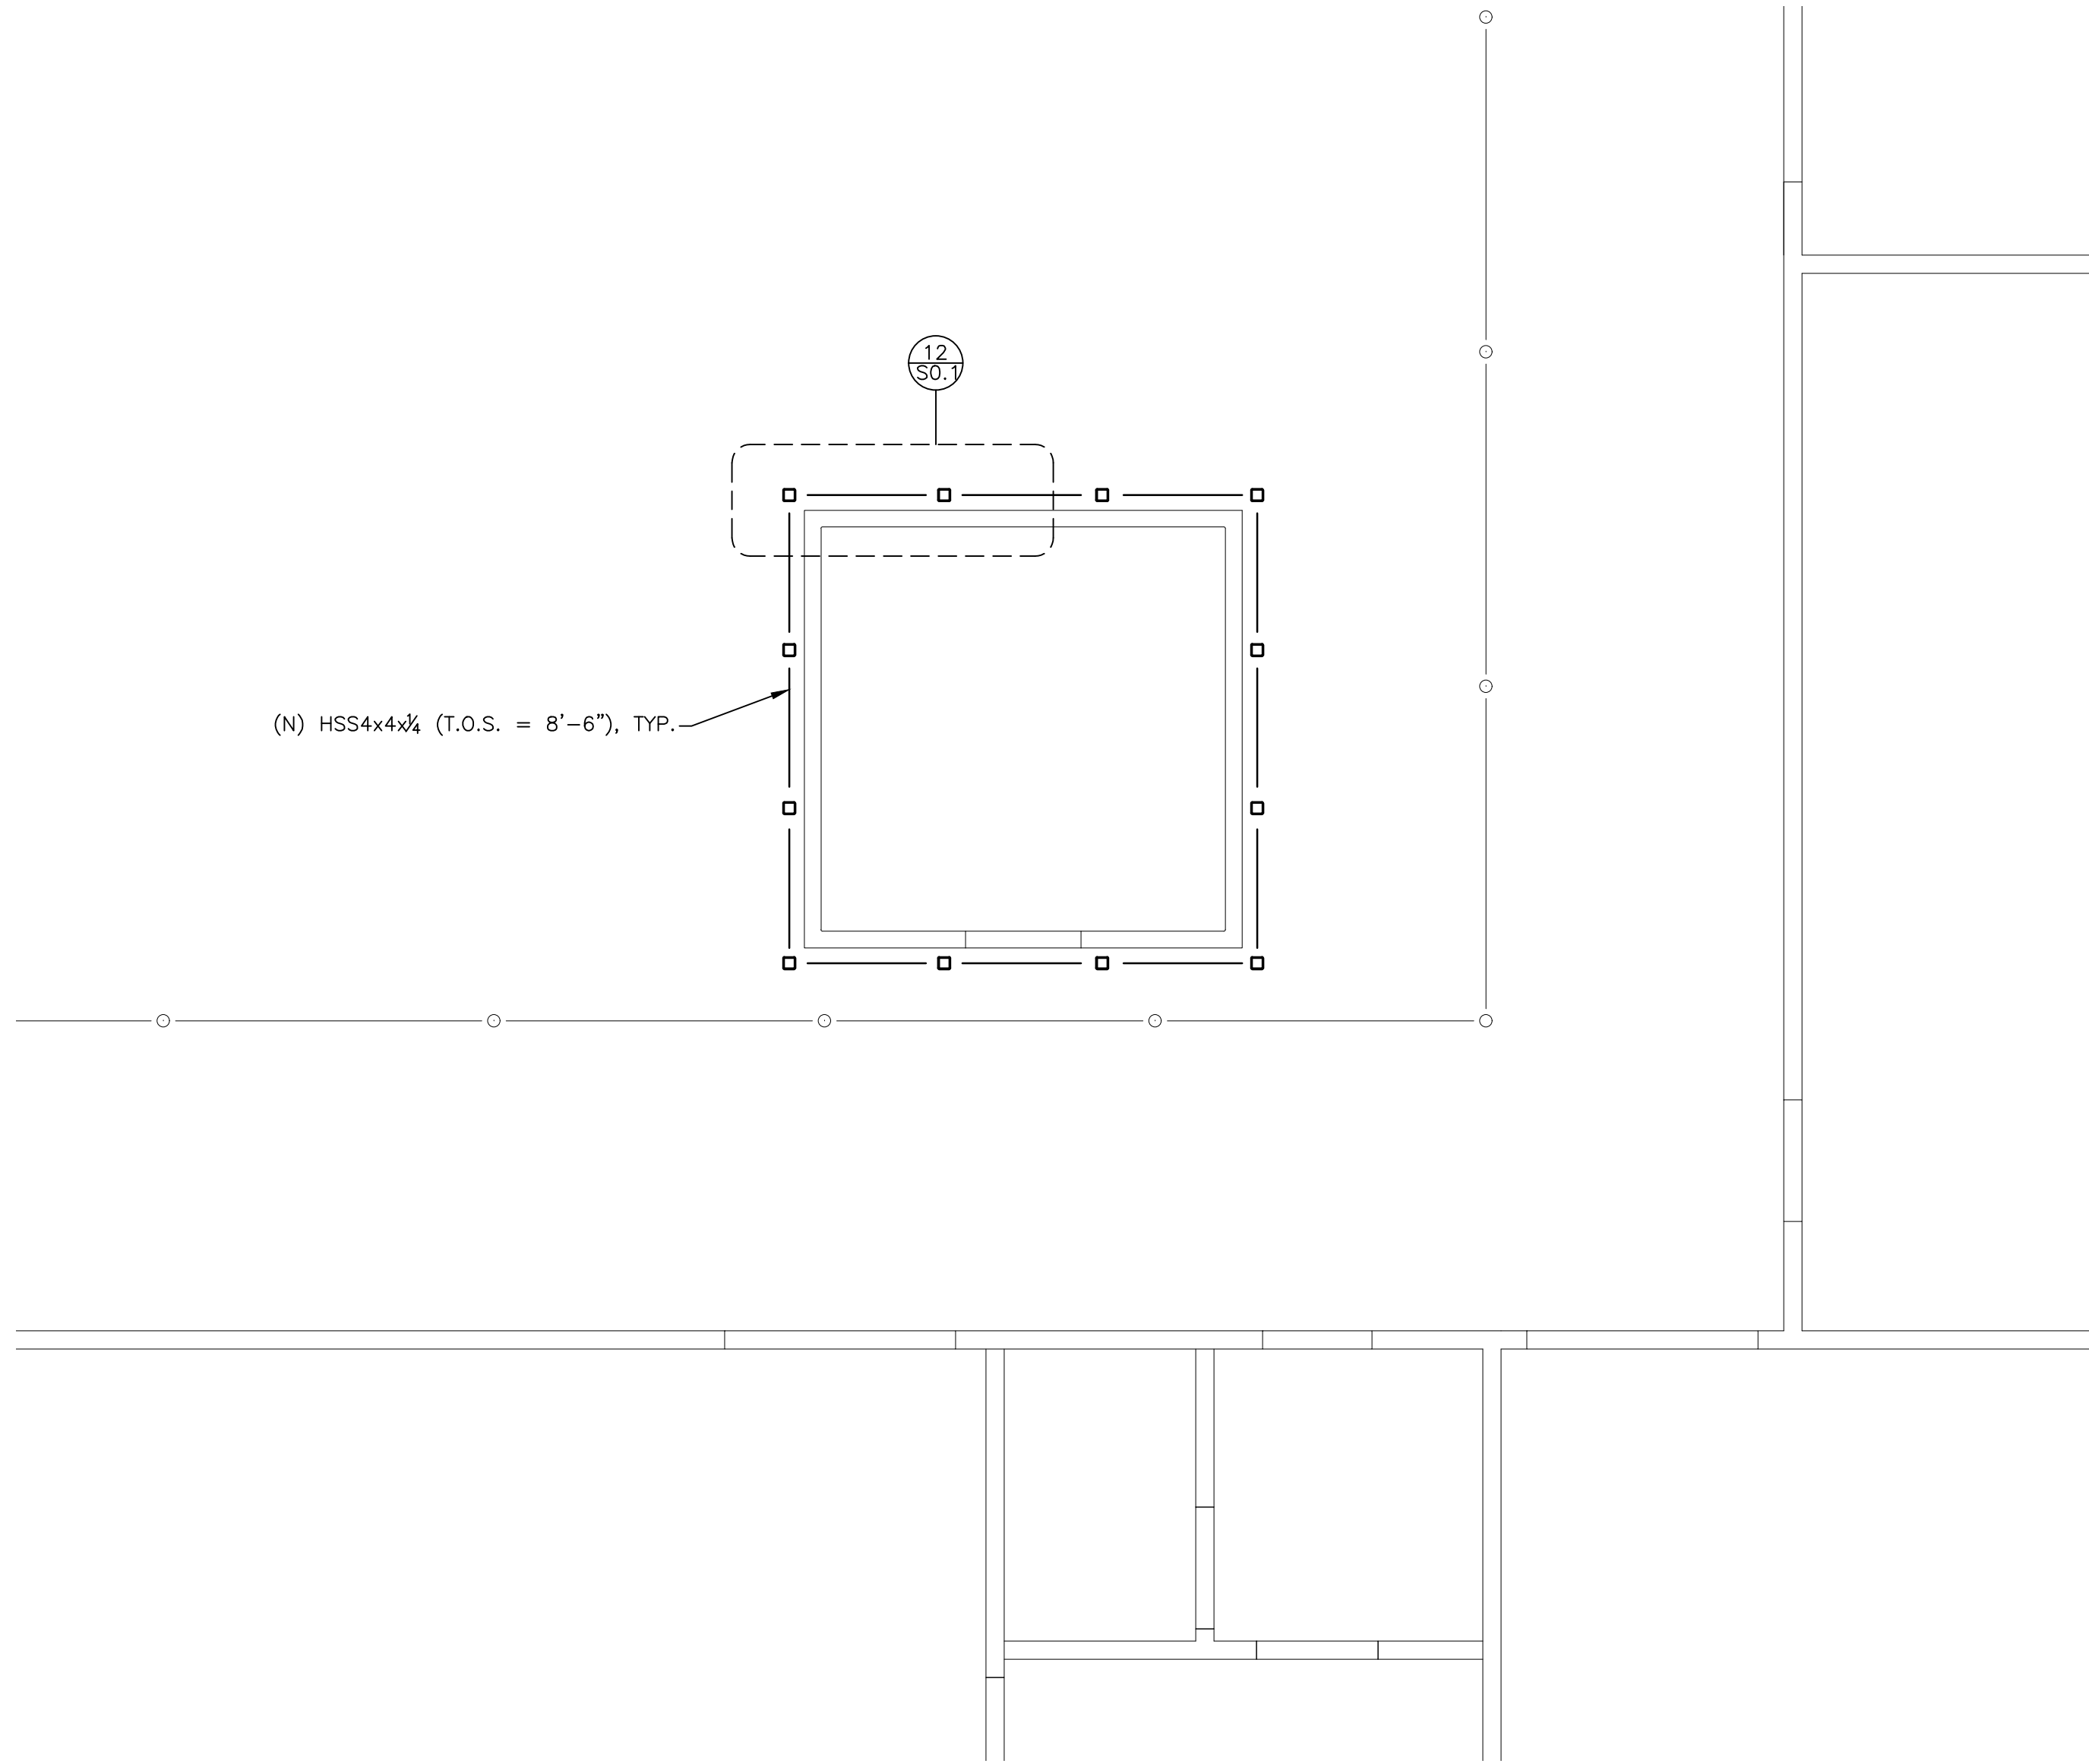 12
S0.1
(N) HSS4x4x¼ (T.O.S. = 8'-6"), TYP.